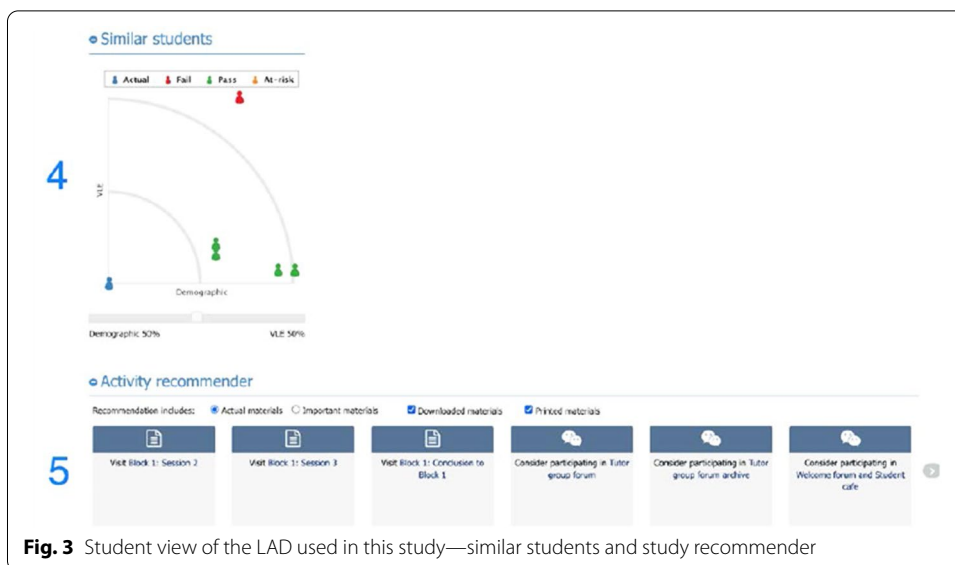 Similar students
Actual Fail Pass At-risk
4
VLE
Demographic
Demographic 50% VLE 50%
Activity recommender
Recommendation includes: Actual materials Important materials Downloaded materials Printed materials
5
Visit Block 1: Session 2
Visit Block 1: Session 3
Visit Block 1: Conclusion to
Block 1
Consider participating in Tutor
group forum
Consider participating in Tutor
group forum archive
Consider participating in
Welcome forum and Student
cafe
Fig. 3 Student view of the LAD used in this study—similar students and study recommender